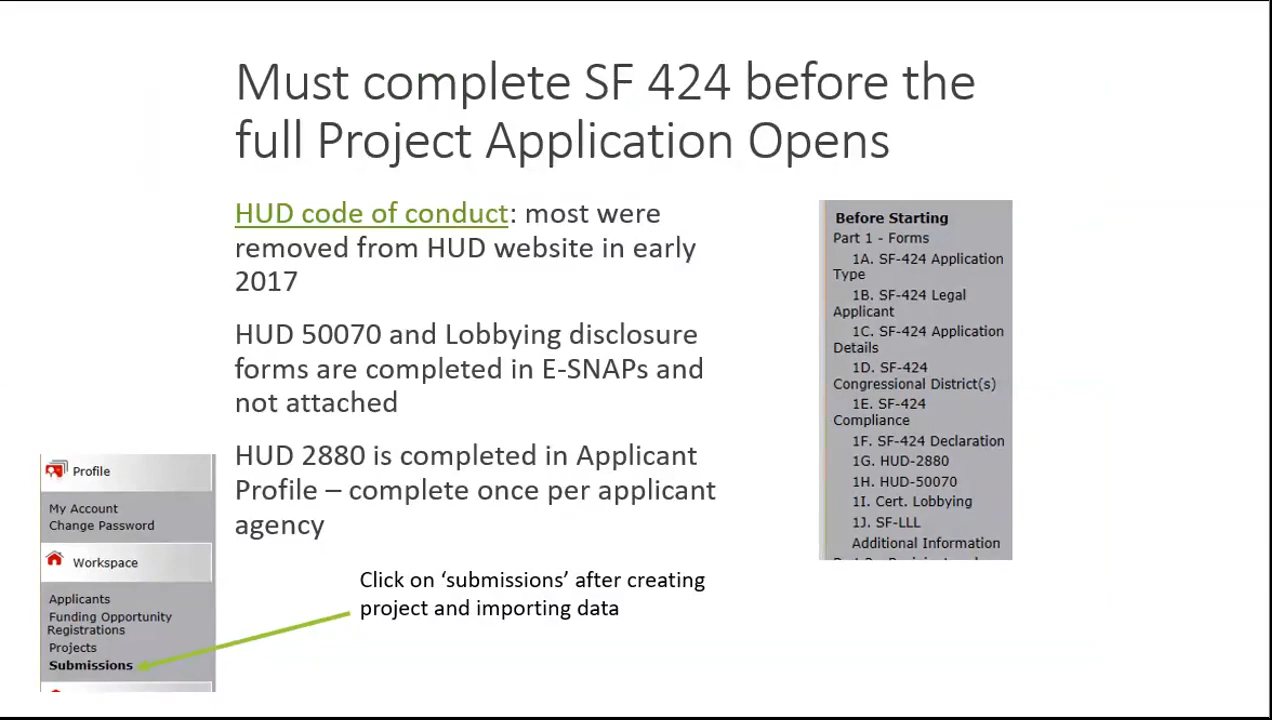 Must complete SF 424 before the
full Project Application Opens
HUD code of conduct: most were
removed from HUD website in early
2017
HUD 50070 and Lobbying disclosure
forms are completed in E-SNAPs and
not attached
HUD 2880 is completed in Applicant
Profile – complete once per applicant
agency
Click on ‘submissions’ after creating
project and importing data
Profile
My Account
Change Password
Workspace
Applicants
Funding Opportunity
Registrations
Projects
Submissions
Before Starting
Part 1 - Forms
1A. SF-424 Application
Type
1B. SF-424 Legal
Applicant
1C. SF-424 Application
Details
1D. SF-424
Congressional District(s)
1E. SF-424
Compliance
1F. SF-424 Declaration
1G. HUD-2880
1H. HUD-50070
1I. Cert. Lobbying
1J. SF-LLL
Additional Information